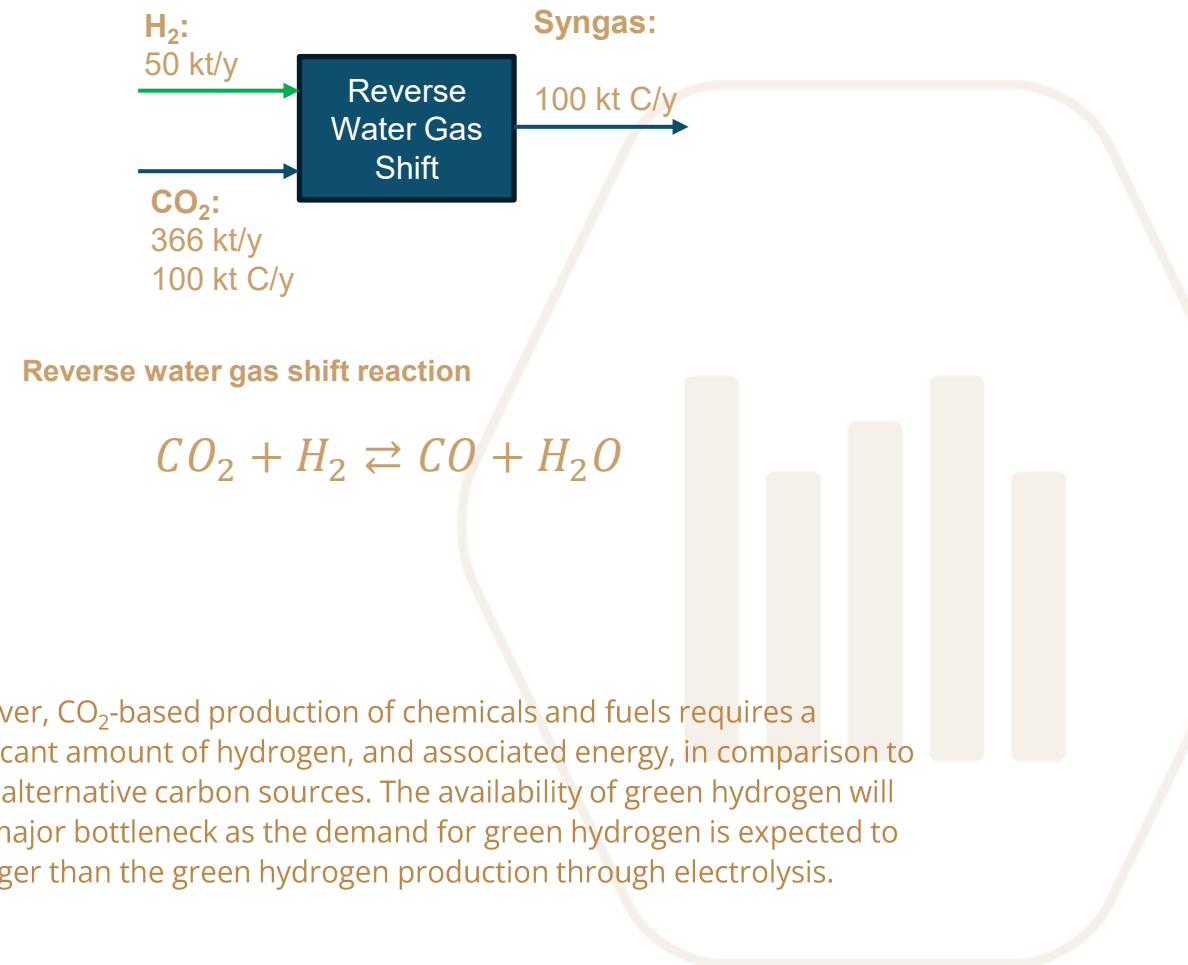 H₂:
50 kt/y
Syngas:
100 kt C/y
Reverse
Water Gas
Shift
CO₂:
366 kt/y
100 kt C/y
Reverse water gas shift reaction
CO₂ + H₂ ⇄ CO + H₂O
ver, CO₂-based production of chemicals and fuels requires a
icant amount of hydrogen, and associated energy, in comparison to
alternative carbon sources. The availability of green hydrogen will
major bottleneck as the demand for green hydrogen is expected to
ger than the green hydrogen production through electrolysis.